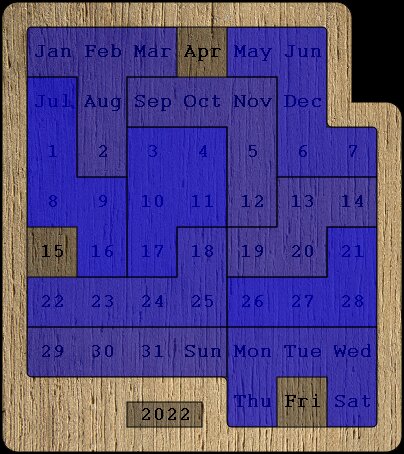 Jan Feb Mar Apr May Jun
Jul Aug Sep Oct Nov Dec
1 2 3 4 5 6 7
8 9 10 11 12 13 14
15 16 17 18 19 20 21
22 23 24 25 26 27 28
29 30 31 Sun Mon Tue Wed
Thu Fri Sat
2022